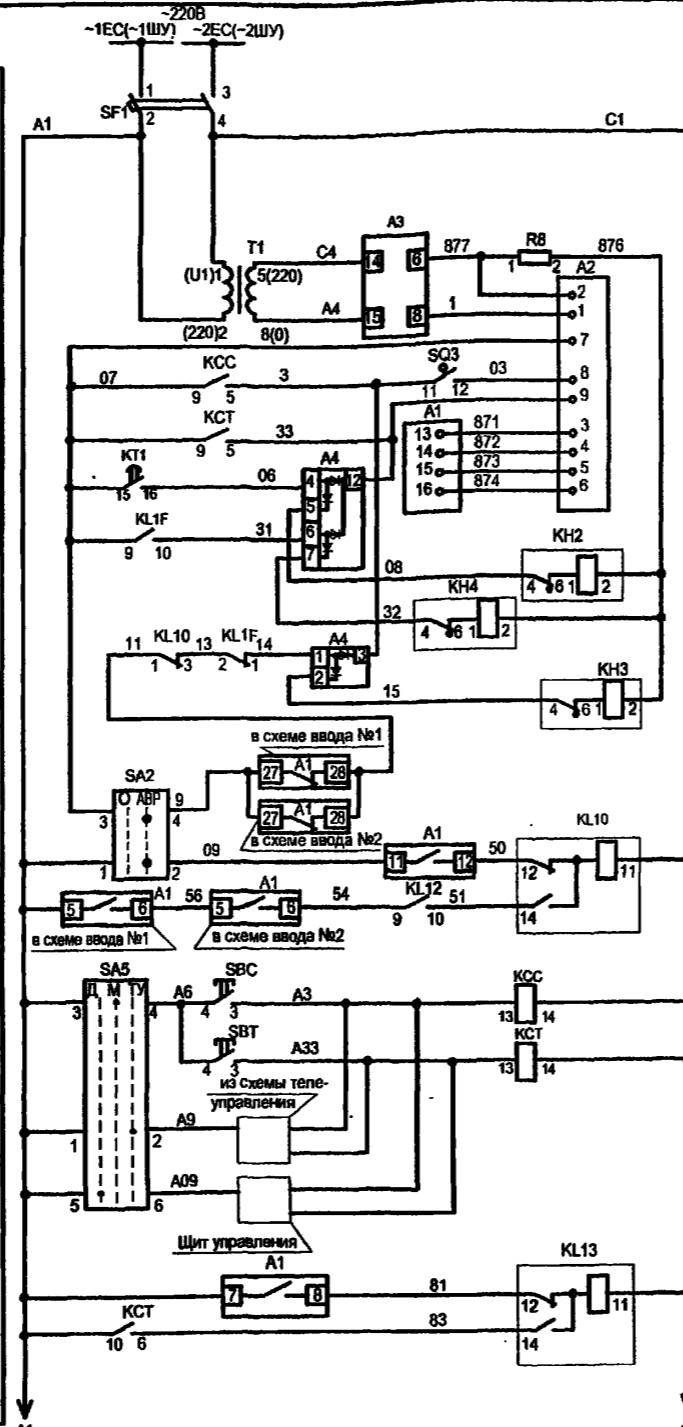 ~220В
~1ЕС(~1ШУ) ~2ЕС(~2ШУ)
1 3
SF1
2 4
A1 C1
A3
T1 C4 14 6 877 R8 876
1 2
(U1)1 5(220) A2
2
A4 15 8 1 1
(220)2 8(0) 7
KCC SQ3
07 3 03 8
9 5 11 12 9
KCT A1
33 13 871 3
9 5 14 872 4
KT1 A4 15 873 5
06 4 12 16 874 6
15 16 5
KL1F 31 6
9 10 7 KH2
08
KH4 4 6 1 2
32
4 6 1 2
11 KL10 13 KL1F 14 A4
1 3 2 1 1 3 KH3
2
15
4 6 1 2
в схеме ввода №1
SA2 27 A1 28
О АВР 9
3 4 27 A1 28
в схеме ввода №2 KL10
A1
1 2 09 11 12 50
12 11
A1 56 A1 54 KL12 51
5 6 5 6 14
9 10
в схеме ввода №1 в схеме ввода №2
SA5 SBC KCC
Д М ТУ A6 A3
3 4 4 3 13 14
SBT KCT
A33
4 3 13 14
из схемы теле-
управления
A9
1 2
A09
5 6
Щит управления
A1 KL13
7 8 81
12 11
KCT 83
10 6 14